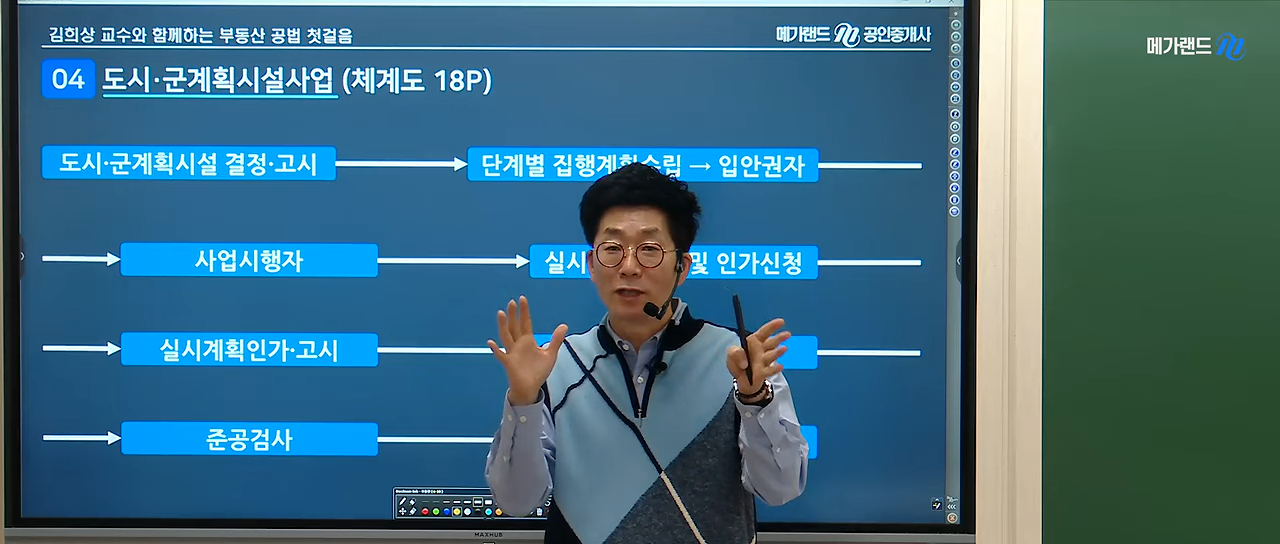 김희상 교수와 함께하는 부동산 공법 첫걸음
메가랜드 공인중개사
메가랜드
04 도시·군계획시설사업 (체계도 18P)
도시·군계획시설 결정·고시
단계별 집행계획수립 → 입안권자
사업시행자
실시 및 인가신청
실시계획인가·고시
준공검사
MAXHUB